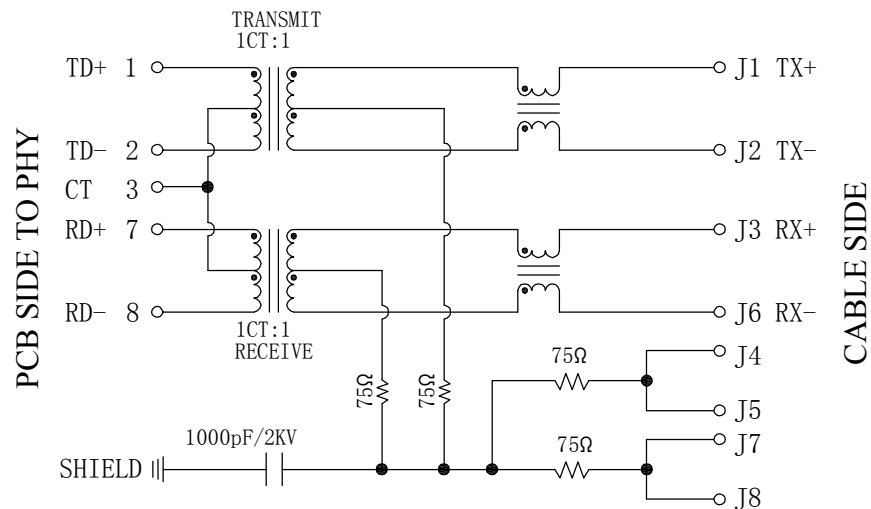 TRANSMIT
1CT:1
TD+ 1
J1 TX+
TD- 2
J2 TX-
CT 3
RD+ 7
J3 RX+
RD- 8
J6 RX-
1CT:1
RECEIVE
PCB SIDE TO PHY
CABLE SIDE
75Ω
75Ω
75Ω
J4
J5
1000pF/2KV
75Ω
J7
SHIELD
J8